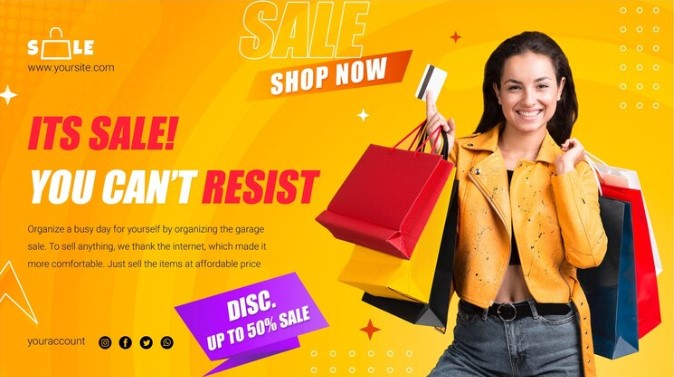 SALE
SALE
www.yoursite.com
SHOP NOW
ITS SALE!
YOU CAN'T RESIST
Organize a busy day for yourself by organizing the garage
sale. To sell anything, we thank the internet, which made it
more comfortable. Just sell the items at affordable price
DISC.
UP TO 50% SALE
youraccount